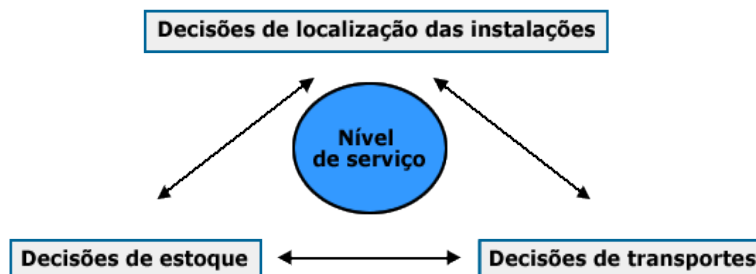 Decisões de localização das instalações
Nível
de serviço
Decisões de estoque
Decisões de transportes